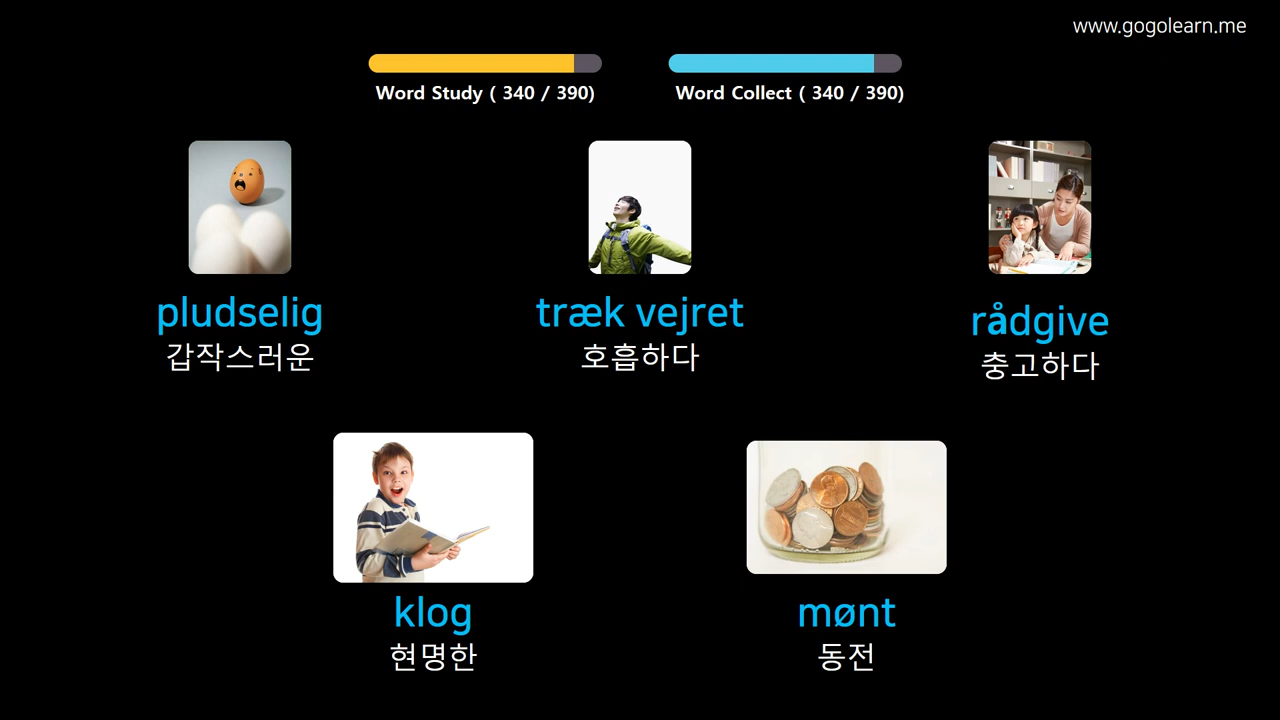 www.gogolearn.me
Word Study ( 340 / 390)
Word Collect ( 340 / 390)
pludselig
갑작스러운
træk vejret
호흡하다
rådgive
충고하다
klog
현명한
mønt
동전